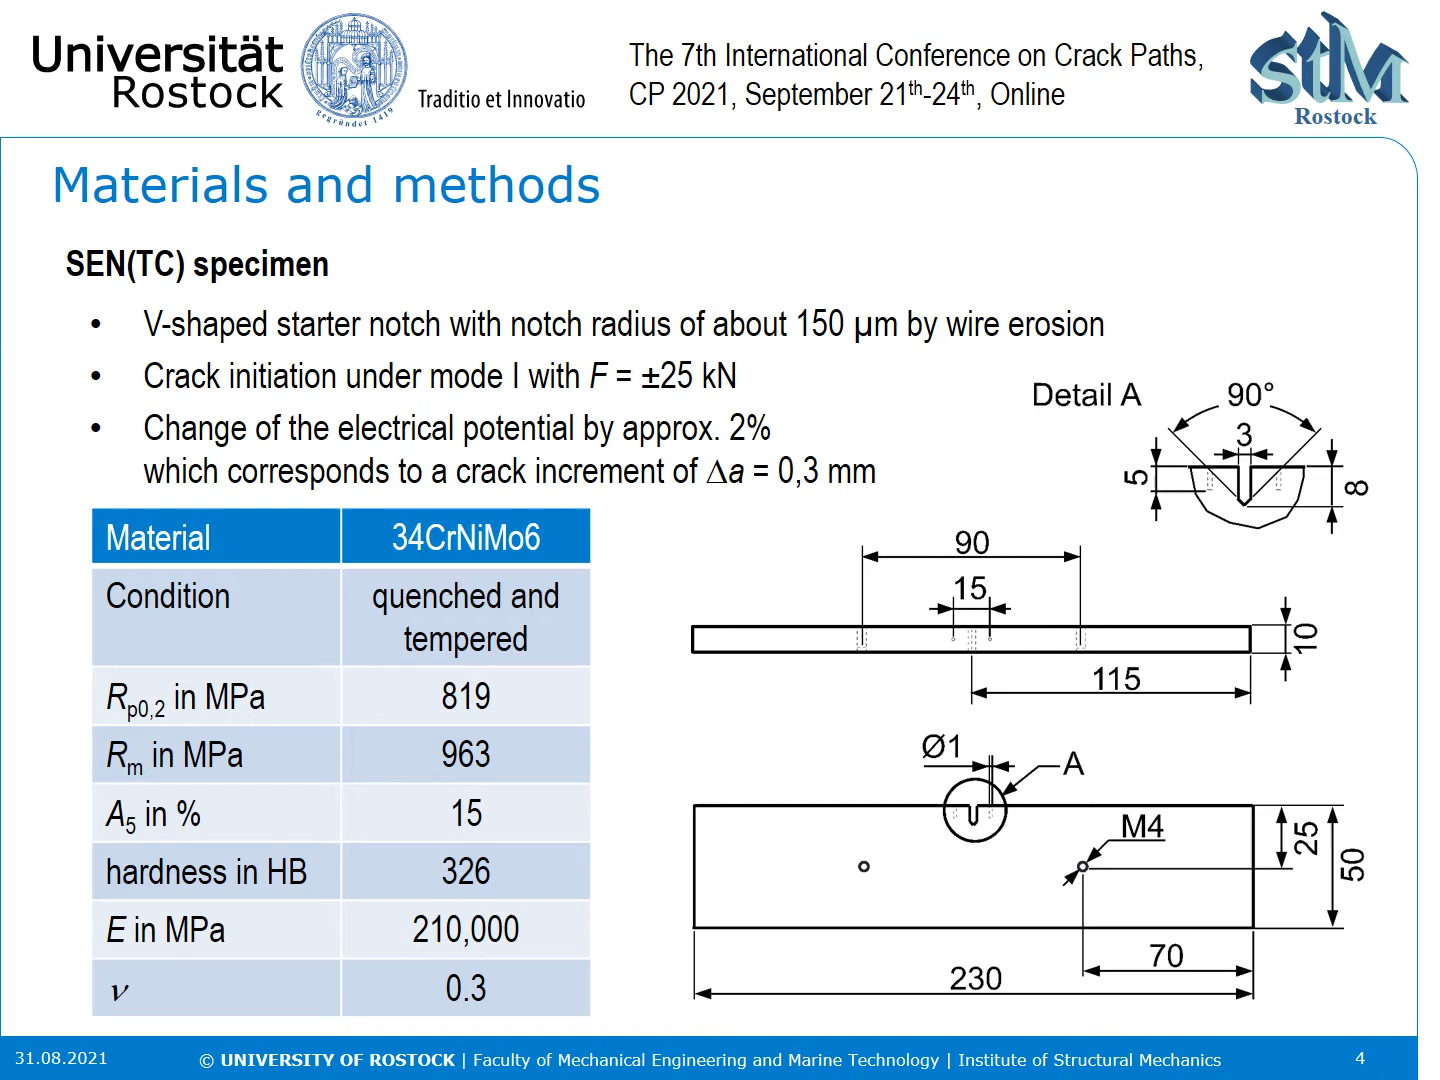 Universität
Rostock
gegründet 1419
Traditio et Innovatio
The 7th International Conference on Crack Paths,
CP 2021, September 21th-24th, Online
StM
Rostock
Materials and methods
SEN(TC) specimen
• V-shaped starter notch with notch radius of about 150 µm by wire erosion
• Crack initiation under mode I with F = ±25 kN
• Change of the electrical potential by approx. 2%
which corresponds to a crack increment of Δa = 0,3 mm
Material 34CrNiMo6
Condition quenched and
tempered
Rp0,2 in MPa 819
Rm in MPa 963
A5 in % 15
hardness in HB 326
E in MPa 210,000
ν 0.3
Detail A 90°
3
5
8
90
15
10
115
Ø1
A
M4
25
50
70
230
31.08.2021
© UNIVERSITY OF ROSTOCK | Faculty of Mechanical Engineering and Marine Technology | Institute of Structural Mechanics
4